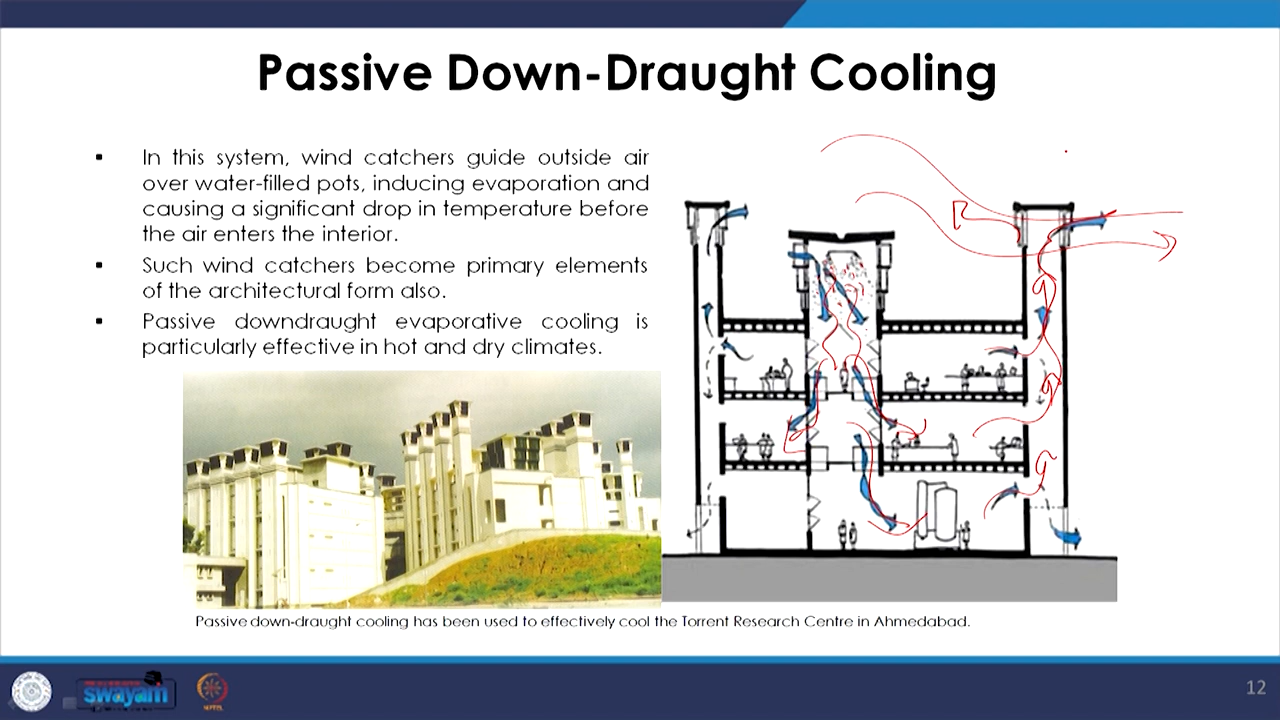 Passive Down-Draught Cooling
▪ In this system, wind catchers guide outside air
over water-filled pots, inducing evaporation and
causing a significant drop in temperature before
the air enters the interior.
▪ Such wind catchers become primary elements
of the architectural form also.
▪ Passive downdraught evaporative cooling is
particularly effective in hot and dry climates.
Passive down-draught cooling has been used to effectively cool the Torrent Research Centre in Ahmedabad.
swayam
12